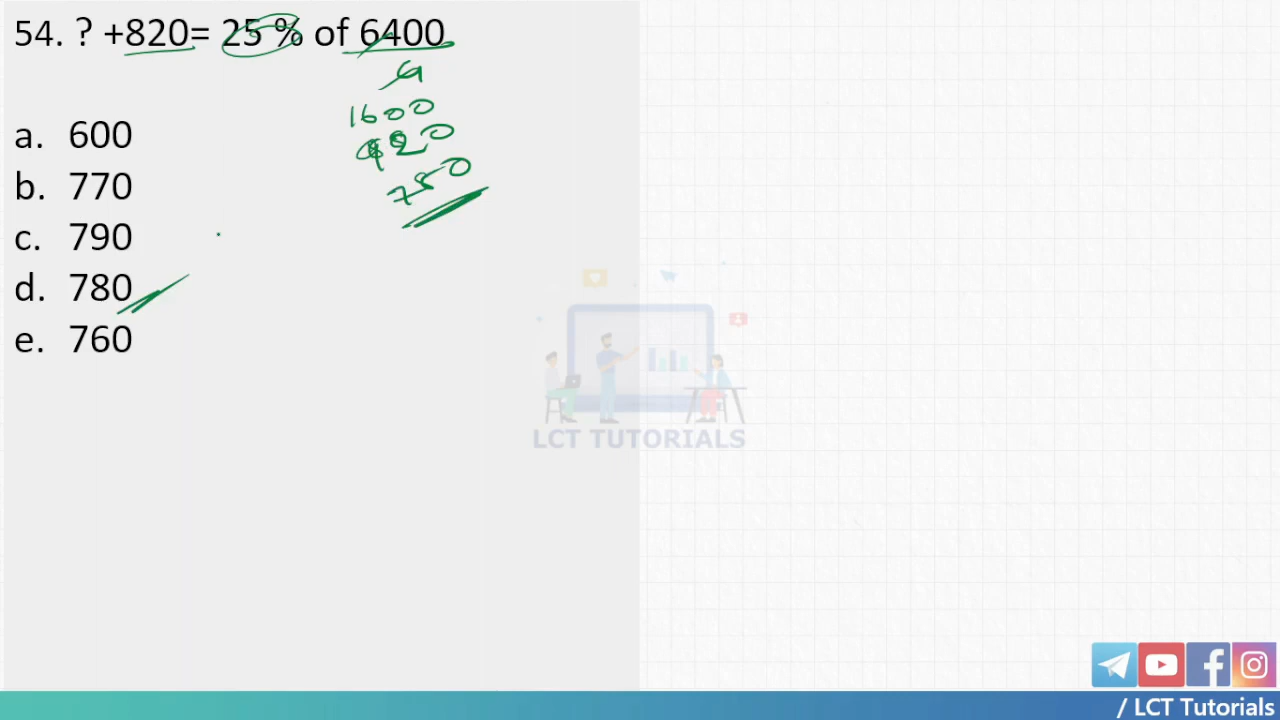 54. ? +820= 25 % of 6400
4
1600
820
780
a. 600
b. 770
c. 790
d. 780
e. 760
LCT TUTORIALS
/ LCT Tutorials